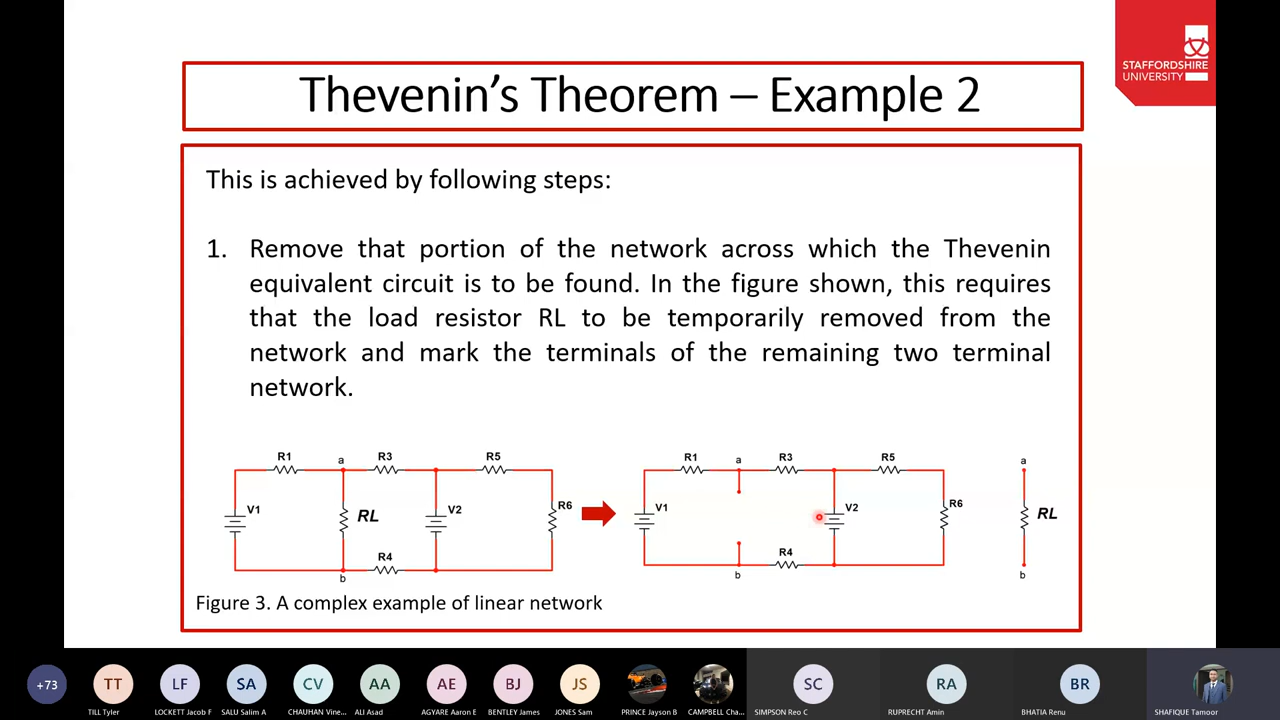 STAFFORDSHIRE
UNIVERSITY
Thevenin's Theorem – Example 2
This is achieved by following steps:
1. Remove that portion of the network across which the Thevenin
equivalent circuit is to be found. In the figure shown, this requires
that the load resistor RL to be temporarily removed from the
network and mark the terminals of the remaining two terminal
network.
R1 a R3 R5
V1 RL V2 R6
R4
b
R1 a R3 R5
V1 V2 R6
R4
b
a
RL
b
Figure 3. A complex example of linear network
+73 TT LF SA CV AA AE BJ JS SC RA BR
TILL Tyler LOCKETT Jacob F SALU Salim A CHAUHAN Vine... ALI Asad AGYARE Aaron E BENTLEY James JONES Sam PRINCE Jayson B CAMPBELL Cha... SIMPSON Reo C RUPRECHT Amin BHATIA Renu SHAFIQUE Tamoor